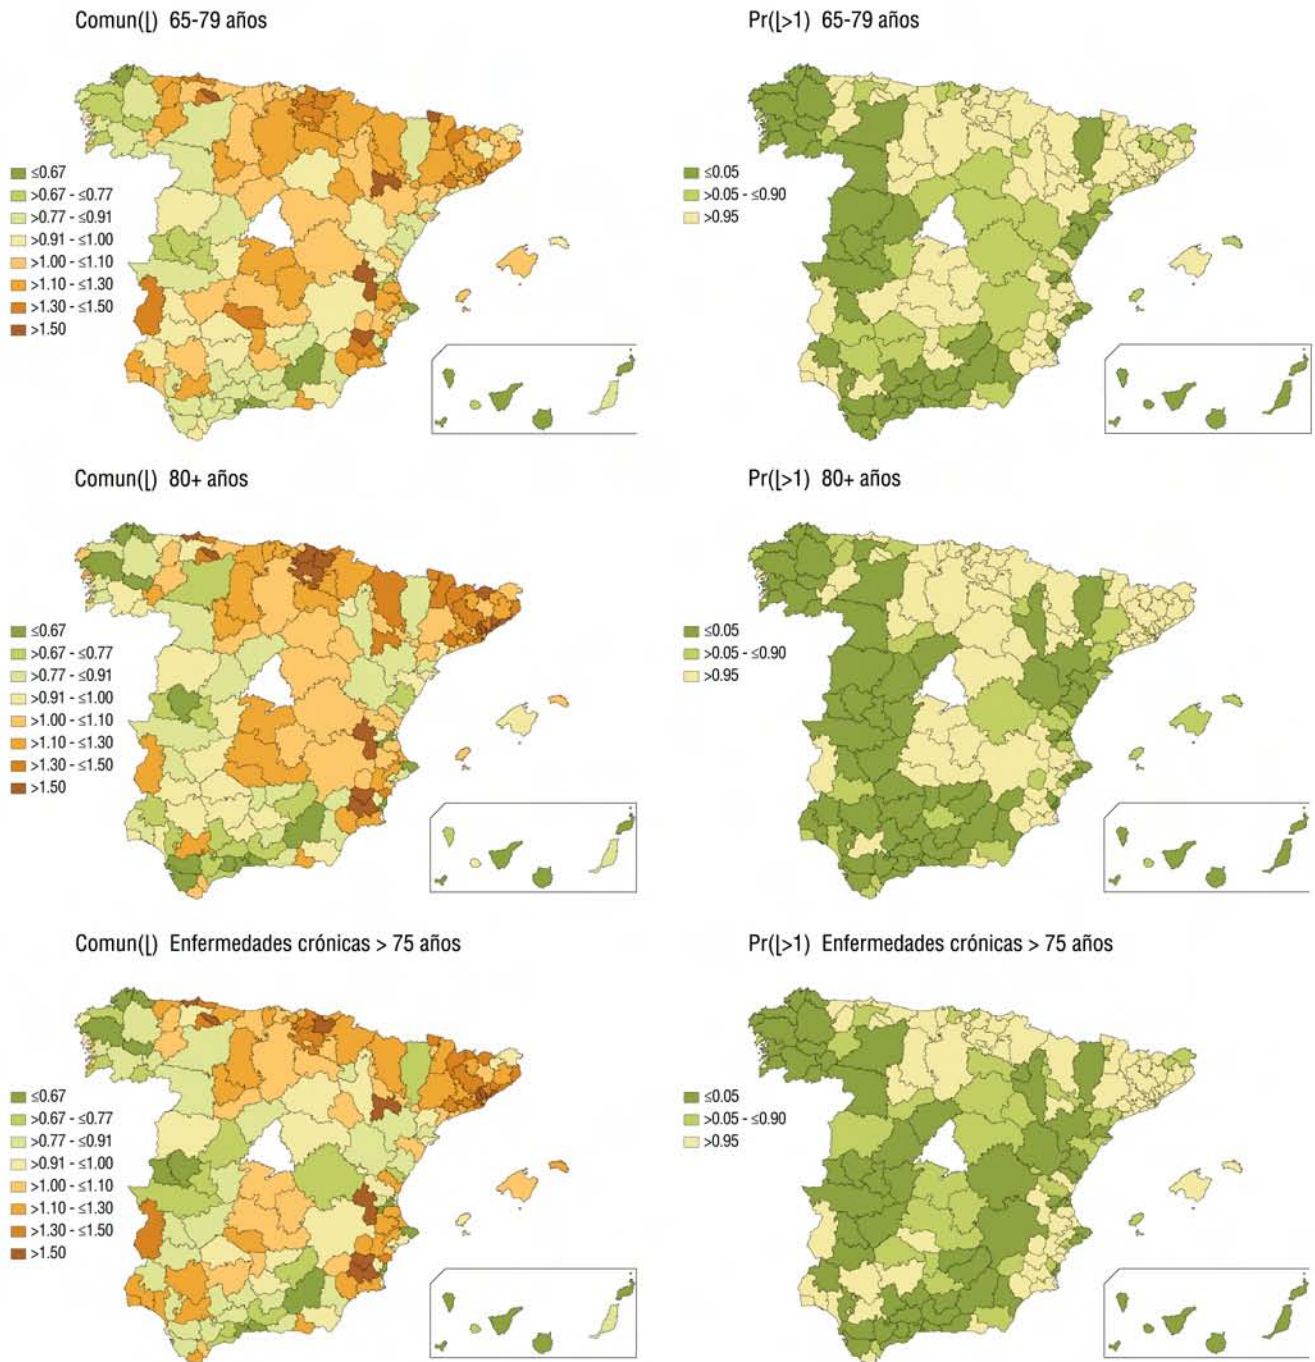 Comun(⌊) 65-79 años
Pr(⌊>1) 65-79 años
≤0.67
>0.67 - ≤0.77
>0.77 - ≤0.91
>0.91 - ≤1.00
>1.00 - ≤1.10
>1.10 - ≤1.30
>1.30 - ≤1.50
>1.50
≤0.05
>0.05 - ≤0.90
>0.95
Comun(⌊) 80+ años
Pr(⌊>1) 80+ años
≤0.67
>0.67 - ≤0.77
>0.77 - ≤0.91
>0.91 - ≤1.00
>1.00 - ≤1.10
>1.10 - ≤1.30
>1.30 - ≤1.50
>1.50
≤0.05
>0.05 - ≤0.90
>0.95
Comun(⌊) Enfermedades crónicas > 75 años
Pr(⌊>1) Enfermedades crónicas > 75 años
≤0.67
>0.67 - ≤0.77
>0.77 - ≤0.91
>0.91 - ≤1.00
>1.00 - ≤1.10
>1.10 - ≤1.30
>1.30 - ≤1.50
>1.50
≤0.05
>0.05 - ≤0.90
>0.95